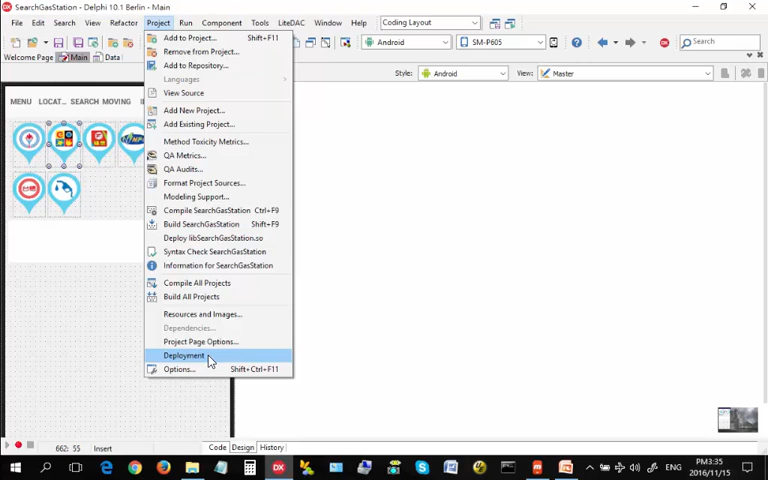 SearchGasStation - Delphi 10.1 Berlin - Main
File Edit Search View Refactor Project Run Component Tools LiteDAC Window Help Coding Layout
Android SM-P605 Search
Welcome Page Main Data
Style: Android View: Master
MENU LOCAT... SEARCH MOVING
Add to Project... Shift+F11
Remove from Project...
Add to Repository...
Languages
View Source
Add New Project...
Add Existing Project...
Method Toxicity Metrics...
QA Metrics...
QA Audits...
Format Project Sources...
Modeling Support...
Compile SearchGasStation Ctrl+F9
Build SearchGasStation Shift+F9
Deploy libSearchGasStation.so
Syntax Check SearchGasStation
Information for SearchGasStation
Compile All Projects
Build All Projects
Resources and Images...
Dependencies...
Project Page Options...
Deployment
Options... Shift+Ctrl+F11
662: 55 Insert Code Design History
ENG PM3:35
2016/11/15